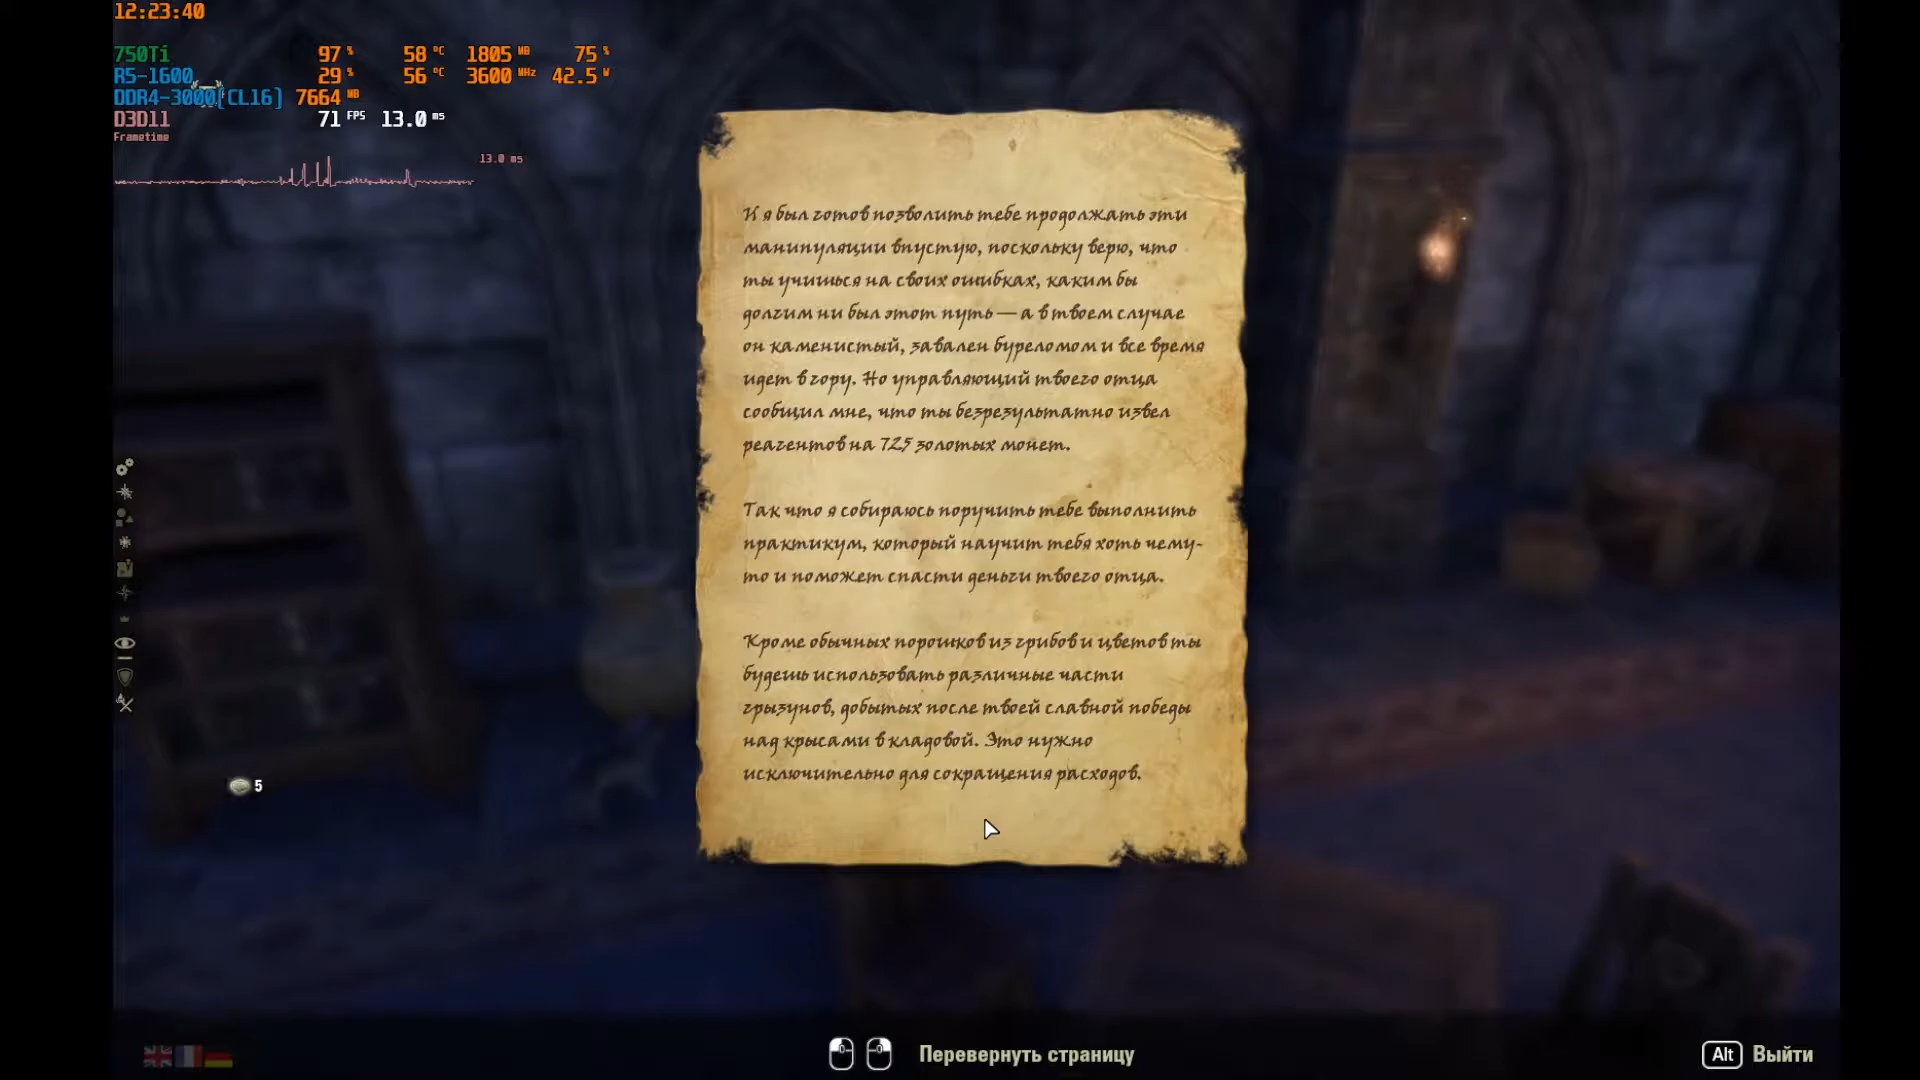 12:23:40
750Ti 97 % 58 °C 1805 MB 75 %
R5-1600 29 % 56 °C 3600 MHz 42.5 W
DDR4-3000[CL16] 7664 MB
D3D11 71 FPS 13.0 ms
Frametime
13.0 ms
И я был готов позволить тебе продолжать эти
манипуляции впустую, поскольку верю, что
ты учишься на своих ошибках, каким бы
долгим ни был этот путь — а в твоем случае
он каменистый, завален буреломом и все время
идет в гору. Но управляющий твоего отца
сообщил мне, что ты безрезультатно извел
реагентов на 725 золотых монет.
Так что я собираюсь поручить тебе выполнить
практикум, который научит тебя хоть чему-
то и поможет спасти деньги твоего отца.
Кроме обычных порошков из грибов и цветов ты
будешь использовать различные части
грызунов, добытых после твоей славной победы
над крысами в кладовой. Это нужно
исключительно для сокращения расходов.
5
Перевернуть страницу
Alt Выйти